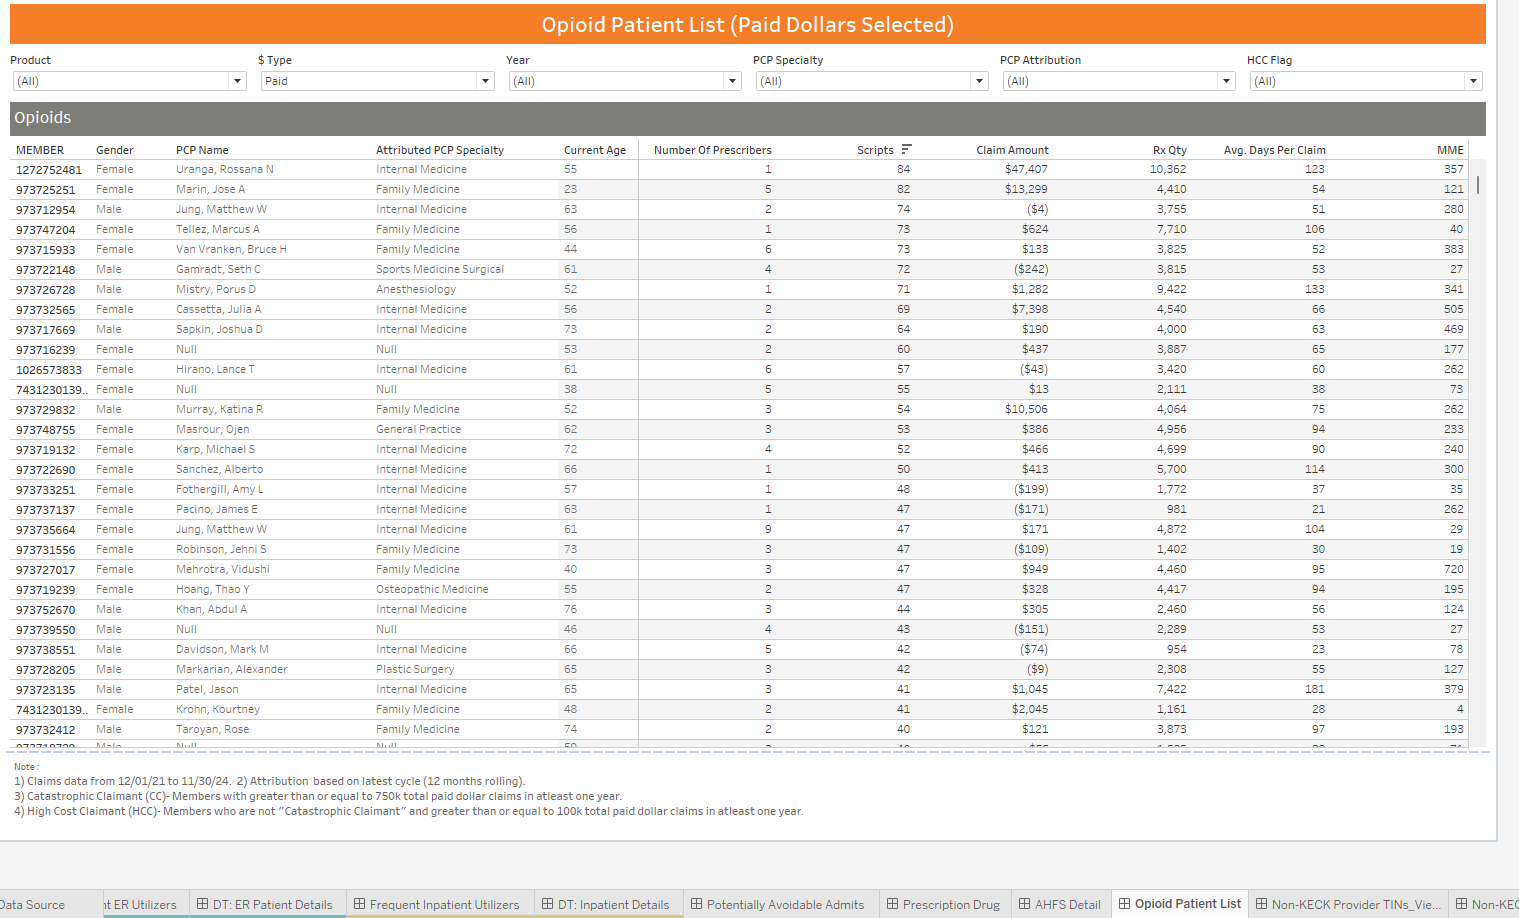 Opioid Patient List (Paid Dollars Selected)
Product $ Type Year PCP Specialty PCP Attribution HCC Flag
(All) Paid (All) (All) (All) (All)
Opioids
MEMBER Gender PCP Name Attributed PCP Specialty Current Age Number Of Prescribers Scripts Claim Amount Rx Qty Avg. Days Per Claim MME
1272752481 Female Uranga, Rossana N Internal Medicine 55 1 84 $47,407 10,362 123 357
973725251 Female Marin, Jose A Family Medicine 23 5 82 $13,299 4,410 54 121
973712954 Male Jung, Matthew W Internal Medicine 63 2 74 ($4) 3,755 51 280
973747204 Female Tellez, Marcus A Family Medicine 56 1 73 $624 7,710 106 40
973715933 Female Van Vranken, Bruce H Family Medicine 44 6 73 $133 3,825 52 383
973722148 Male Gamradt, Seth C Sports Medicine Surgical 61 4 72 ($242) 3,815 53 27
973726728 Male Mistry, Porus D Anesthesiology 52 1 71 $1,282 9,422 133 341
973732565 Female Cassetta, Julia A Internal Medicine 56 2 69 $7,398 4,540 66 505
973717669 Male Sapkin, Joshua D Internal Medicine 73 2 64 $190 4,000 63 469
973716239 Female Null Null 53 2 60 $437 3,887 65 177
1026573833 Female Hirano, Lance T Internal Medicine 61 6 57 ($43) 3,420 60 262
7431230139.. Female Null Null 38 5 55 $13 2,111 38 73
973729832 Male Murray, Katina R Family Medicine 52 3 54 $10,506 4,064 75 262
973748755 Female Masrour, Ojen General Practice 62 3 53 $386 4,956 94 233
973719132 Female Karp, Michael S Internal Medicine 72 4 52 $466 4,699 90 240
973722690 Female Sanchez, Alberto Internal Medicine 66 1 50 $413 5,700 114 300
973733251 Female Fothergill, Amy L Internal Medicine 57 1 48 ($199) 1,772 37 35
973737137 Female Pacino, James E Internal Medicine 63 1 47 ($171) 981 21 262
973735664 Female Jung, Matthew W Internal Medicine 61 9 47 $171 4,872 104 29
973731556 Female Robinson, Jehni S Family Medicine 73 3 47 ($109) 1,402 30 19
973727017 Female Mehrotra, Vidushi Family Medicine 40 3 47 $949 4,460 95 720
973719239 Female Hoang, Thao Y Osteopathic Medicine 55 2 47 $328 4,417 94 195
973752670 Male Khan, Abdul A Internal Medicine 76 3 44 $305 2,460 56 124
973739550 Male Null Null 46 4 43 ($151) 2,289 53 27
973738551 Male Davidson, Mark M Internal Medicine 66 5 42 ($74) 954 23 78
973728205 Male Markarian, Alexander Plastic Surgery 65 3 42 ($9) 2,308 55 127
973723135 Male Patel, Jason Internal Medicine 65 3 41 $1,045 7,422 181 379
7431230139.. Female Krohn, Kourtney Family Medicine 48 2 41 $2,045 1,161 28 4
973732412 Male Taroyan, Rose Family Medicine 74 2 40 $121 3,873 97 193
Male Null Null
Note :
1) Claims data from 12/01/21 to 11/30/24. 2) Attribution based on latest cycle (12 months rolling).
3) Catastrophic Claimant (CC)- Members with greater than or equal to 750k total paid dollar claims in atleast one year.
4) High Cost Claimant (HCC)- Members who are not "Catastrophic Claimant" and greater than or equal to 100k total paid dollar claims in atleast one year.
Data Source nt ER Utilizers DT: ER Patient Details Frequent Inpatient Utilizers DT: Inpatient Details Potentially Avoidable Admits Prescription Drug AHFS Detail Opioid Patient List Non-KECK Provider TINs_Vie... Non-KEC